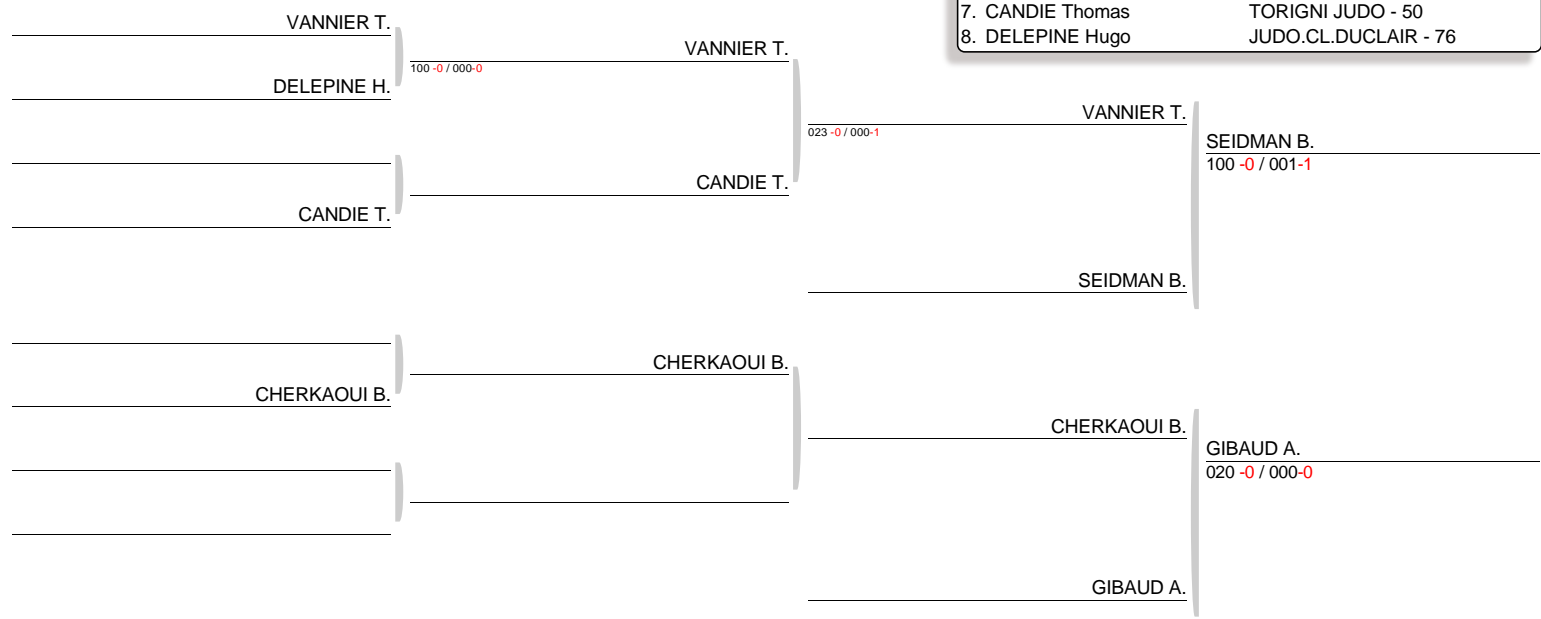 7. CANDIE Thomas TORIGNI JUDO - 50
8. DELEPINE Hugo JUDO.CL.DUCLAIR - 76
VANNIER T.
DELEPINE H.
CANDIE T.
CHERKAOUI B.
VANNIER T.
100 -0 / 000-0
CANDIE T.
CHERKAOUI B.
VANNIER T.
023 -0 / 000-1
SEIDMAN B.
CHERKAOUI B.
GIBAUD A.
SEIDMAN B.
100 -0 / 001-1
GIBAUD A.
020 -0 / 000-0